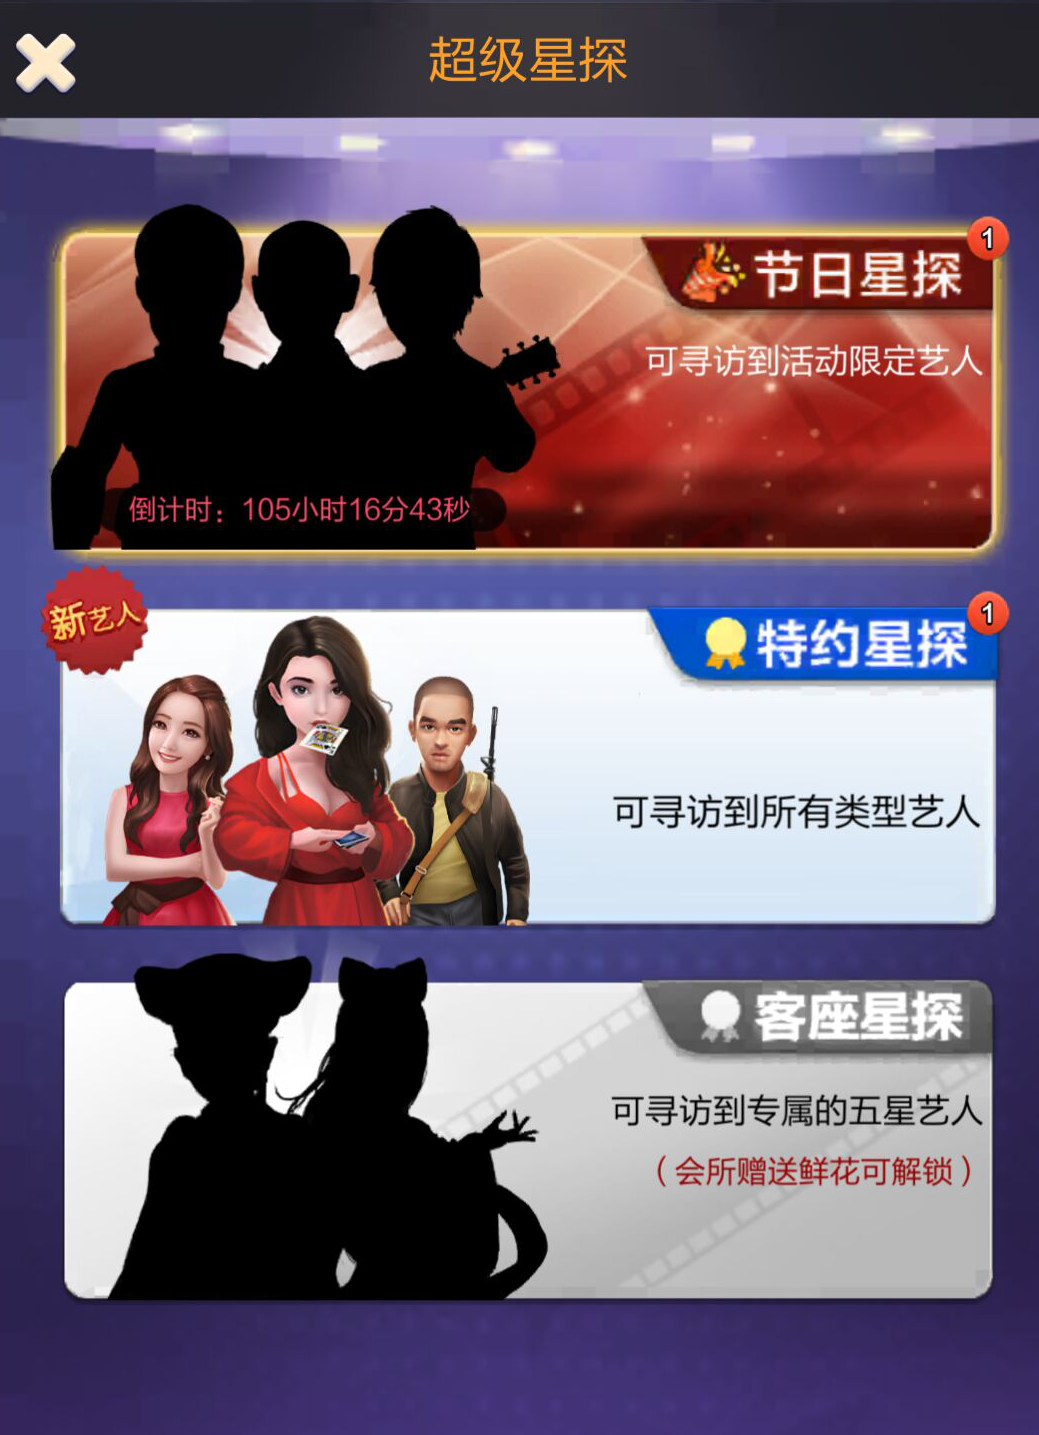 超级星探
1
节日星探
可寻访到活动限定艺人
倒计时：105小时16分43秒
新艺人
1
特约星探
可寻访到所有类型艺人
客座星探
可寻访到专属的五星艺人
（会所赠送鲜花可解锁）